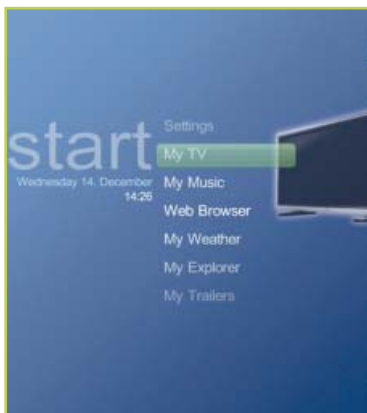 start
Wednesday 14. December
14:26
Settings
My TV
My Music
Web Browser
My Weather
My Explorer
My Trailers